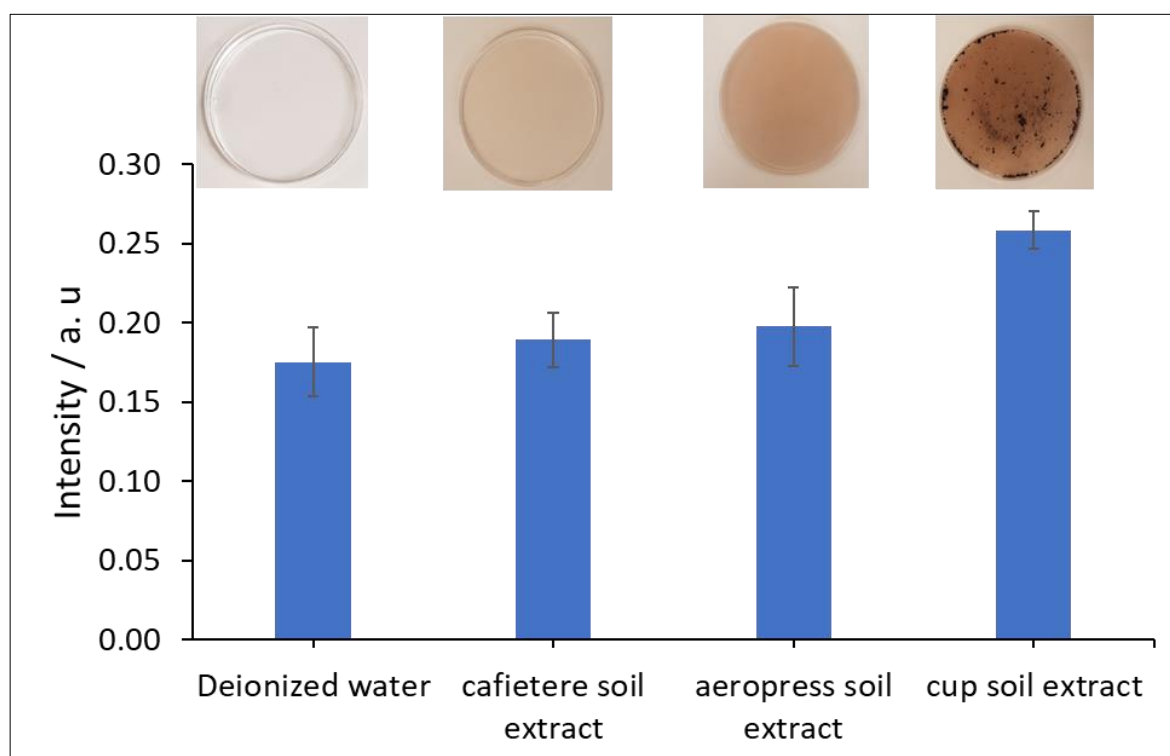 0.30
0.25
0.20
0.15
0.10
0.05
0.00
Intensity / a. u
Deionized water
cafietere soil
extract
aeropress soil
extract
cup soil extract